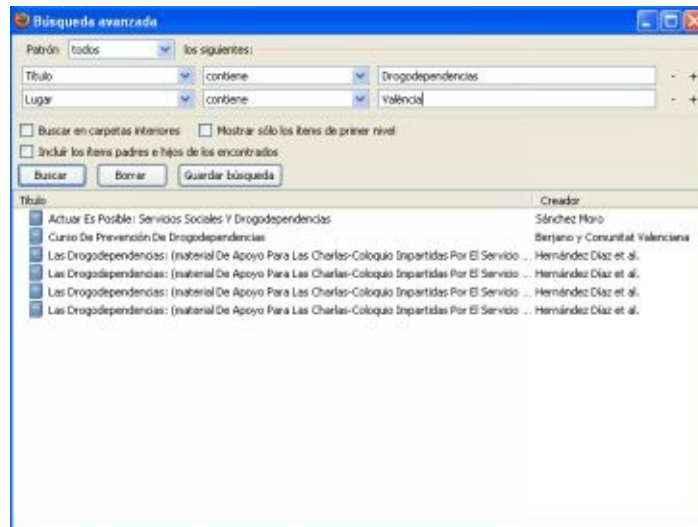 Búsqueda avanzada
Patrón todos los siguientes:
Título contiene Drogodependencias - +
Lugar contiene València - +
Buscar en carpetas interiores Mostrar sólo los ítems de primer nivel
Incluir los ítems padres e hijos de los encontrados
Buscar Borrar Guardar búsqueda
Título Creador
Actuar Es Posible: Servicios Sociales Y Drogodependencias Sánchez Moro
Curso De Prevención De Drogodependencias Berjano y Comunitat Valenciana
Las Drogodependencias: (material De Apoyo Para Las Charlas-Coloquio Impartidas Por El Servicio ... Hernández Díaz et al.
Las Drogodependencias: (material De Apoyo Para Las Charlas-Coloquio Impartidas Por El Servicio ... Hernández Díaz et al.
Las Drogodependencias: (material De Apoyo Para Las Charlas-Coloquio Impartidas Por El Servicio ... Hernández Díaz et al.
Las Drogodependencias: (material De Apoyo Para Las Charlas-Coloquio Impartidas Por El Servicio ... Hernández Díaz et al.